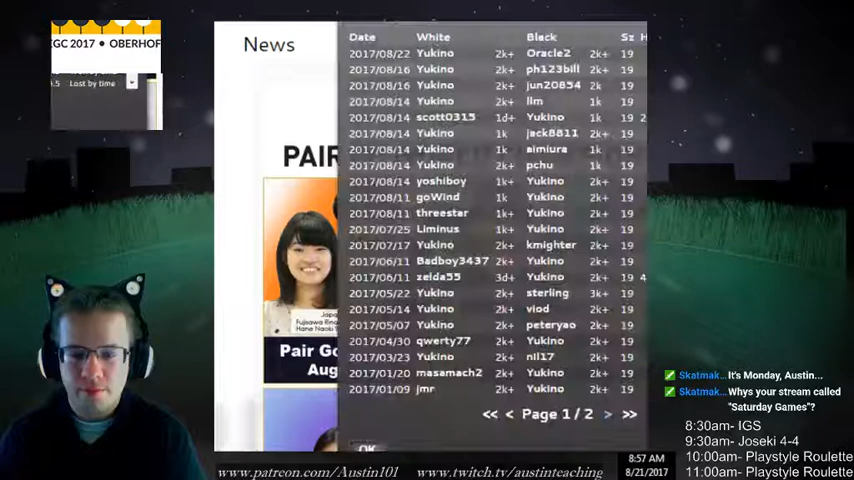 EGC 2017 • OBERHOF
.5 Lost by time
News
PAIR
Fujisawa Rina
Hane Naoki
Pair Go
Aug
Date White Black Sz H
2017/08/22 Yukino 2k+ Oracle2 2k+ 19
2017/08/16 Yukino 2k+ ph123bill 2k+ 19
2017/08/16 Yukino 2k+ jun20854 2k 19
2017/08/14 Yukino 2k+ llm 1k 19
2017/08/14 scott0315 1d+ Yukino 1k 19 2
2017/08/14 Yukino 1k jack8811 2k+ 19
2017/08/14 Yukino 2k+ aimiura 1k 19
2017/08/14 Yukino 2k+ pchu 1k 19
2017/08/14 yoshiboy 1k+ Yukino 2k+ 19
2017/08/11 goWind 1k Yukino 2k+ 19
2017/08/11 threestar 1k+ Yukino 2k+ 19
2017/07/25 Liminus 1k+ Yukino 2k+ 19
2017/07/17 Yukino 2k+ kmighter 2k+ 19
2017/06/11 Badboy3437 2k+ Yukino 2k+ 19
2017/06/11 zelda55 3d+ Yukino 2k+ 19 4
2017/05/22 Yukino 2k+ sterling 3k+ 19
2017/05/14 Yukino 2k+ viod 2k+ 19
2017/05/07 Yukino 2k+ peteryao 2k+ 19
2017/04/30 qwerty77 2k+ Yukino 2k+ 19
2017/03/23 Yukino 2k+ nil17 2k+ 19
2017/01/20 masamach2 2k+ Yukino 2k+ 19
2017/01/09 jmr 2k+ Yukino 2k+ 19
<< < Page 1 / 2 > >>
OK
Skatmak... It's Monday, Austin...
Skatmak... Whys your stream called
"Saturday Games"?
8:30am- IGS
9:30am- Joseki 4-4
10:00am- Playstyle Roulette
11:00am- Playstyle Roulette
www.patreon.com/Austin101 www.twitch.tv/austinteaching
8:57 AM
8/21/2017